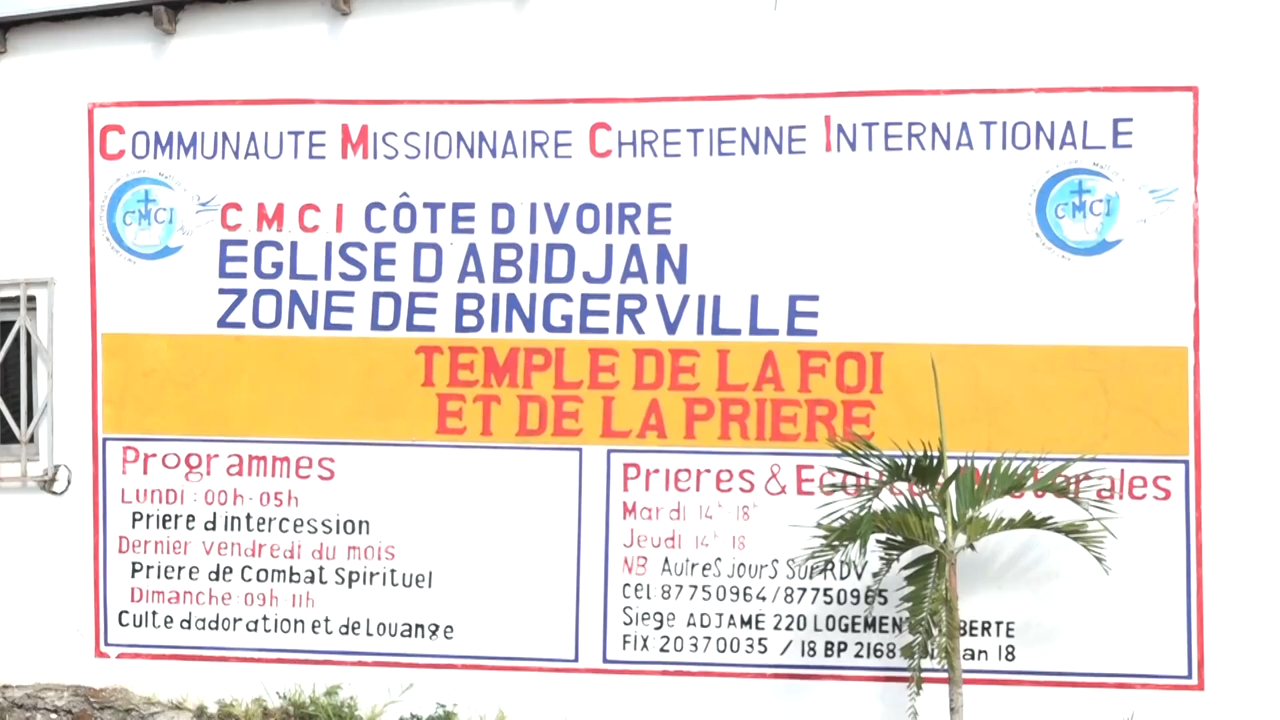 COMMUNAUTE MISSIONNAIRE CHRETIENNE INTERNATIONALE
CMCI
CMCI
C.M.C.I CÔTE D'IVOIRE
EGLISE D'ABIDJAN
ZONE DE BINGERVILLE
TEMPLE DE LA FOI
ET DE LA PRIERE
Programmes
LUNDI : 00h-05h
Priere d'intercession
Dernier vendredi du mois
Priere de Combat Spirituel
Dimanche:09h-11h
Culte dadoration et de Louange
Prieres & Pastorales
Mardi 14h-18h
Jeudi 14h 18
NB Autres jours Sur RDV
cel:87750964/87750965
Siege ADJAMÉ 220 LOGEMENT
FIX:20370035 / 18 BP 2168 18